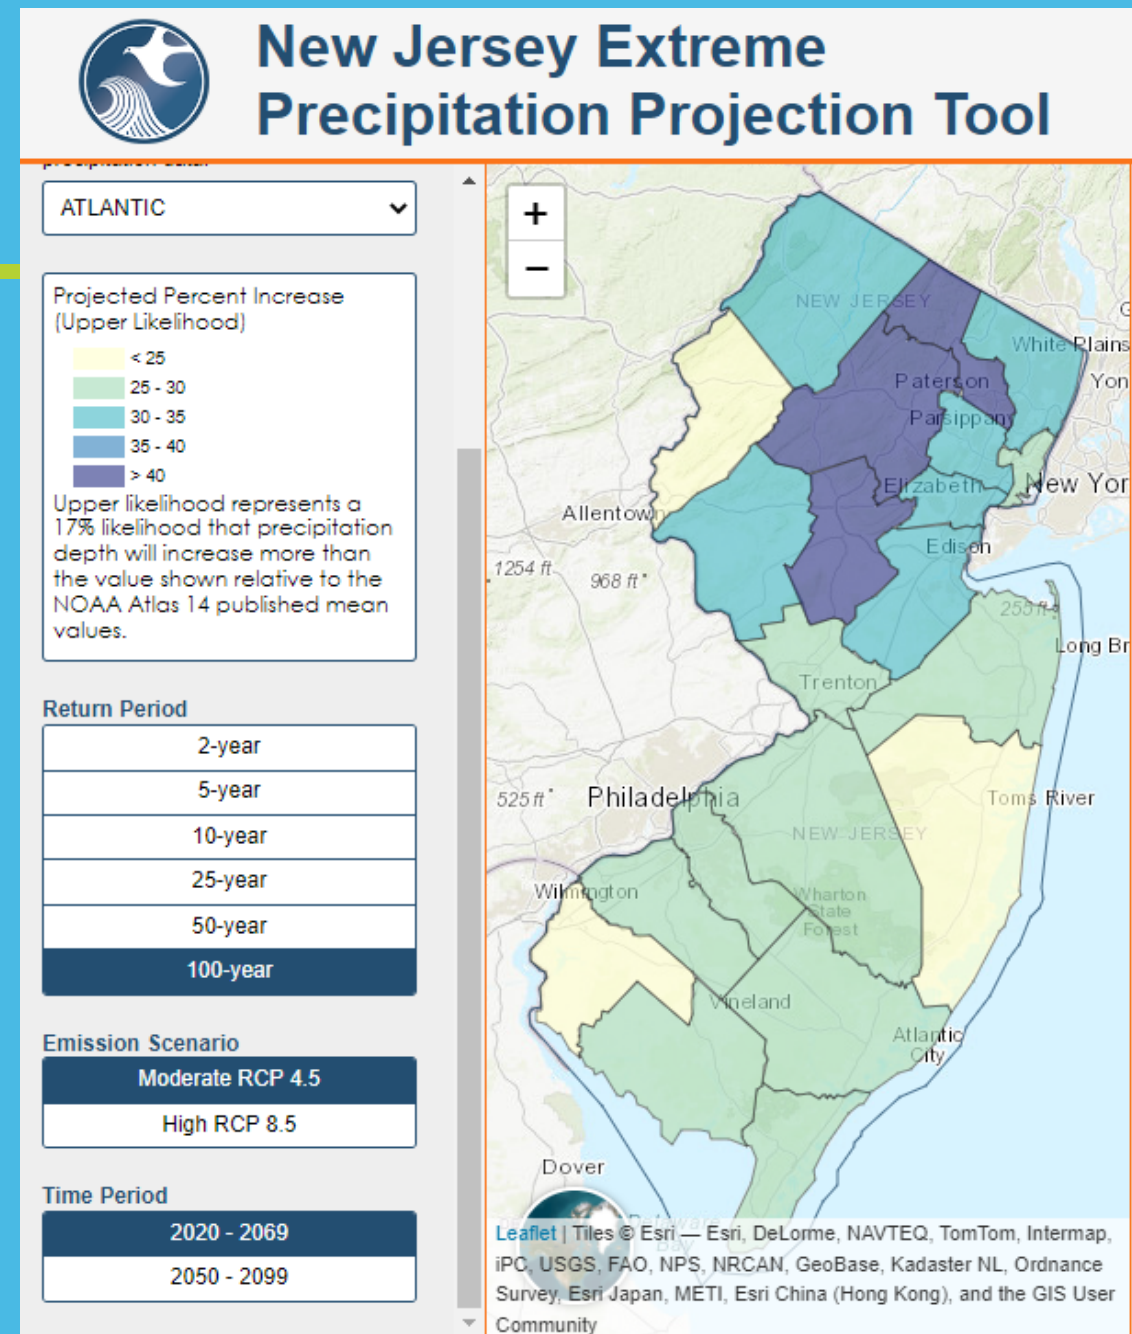 New Jersey Extreme
Precipitation Projection Tool
precipitation data.
ATLANTIC
Projected Percent Increase
(Upper Likelihood)
< 25
25 - 30
30 - 35
35 - 40
> 40
Upper likelihood represents a
17% likelihood that precipitation
depth will increase more than
the value shown relative to the
NOAA Atlas 14 published mean
values.
Return Period
2-year
5-year
10-year
25-year
50-year
100-year
Emission Scenario
Moderate RCP 4.5
High RCP 8.5
Time Period
2020 - 2069
2050 - 2099
+
−
NEW JERSEY
White Plains
Paterson
Yon
Parsippany
Elizabeth
New Yor
Allentown
Edison
1254 ft
968 ft
255 ft
Long Br
Trenton
525 ft
Philadelphia
Toms River
NEW JERSEY
Wilmington
Wharton
State
Forest
Vineland
Atlantic
City
Dover
Delaware
Bay
Leaflet | Tiles © Esri — Esri, DeLorme, NAVTEQ, TomTom, Intermap,
iPC, USGS, FAO, NPS, NRCAN, GeoBase, Kadaster NL, Ordnance
Survey, Esri Japan, METI, Esri China (Hong Kong), and the GIS User
Community